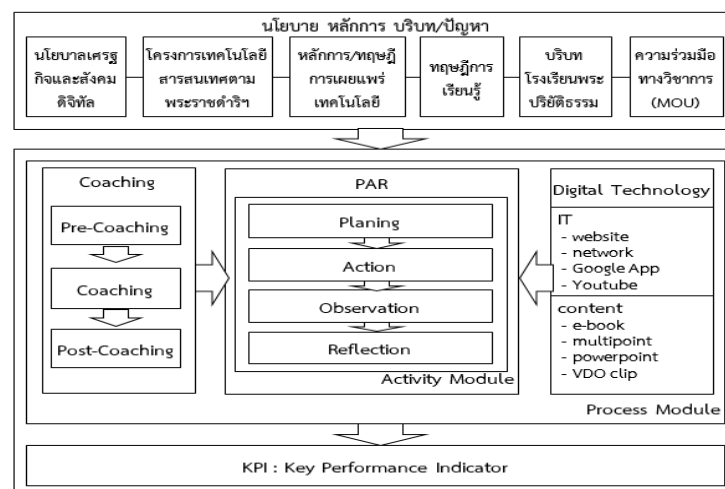 นโยบาย หลักการ บริบท/ปัญหา
นโยบาลเศรษฐ
กิจและสังคม
ดิจิทัล
โครงการเทคโนโลยี
สารสนเทศตาม
พระราชดำริฯ
หลักการ/ทฤษฎี
การเผยแพร่
เทคโนโลยี
ทฤษฎีการ
เรียนรู้
บริบท
โรงเรียนพระ
ปริยัติธรรม
ความร่วมมือ
ทางวิชาการ
(MOU)
Coaching
Pre-Coaching
Coaching
Post-Coaching
PAR
Planing
Action
Observation
Reflection
Activity Module
Digital Technology
IT
- website
- network
- Google App
- Youtube
content
- e-book
- multipoint
- powerpoint
- VDO clip
Process Module
KPI : Key Performance Indicator